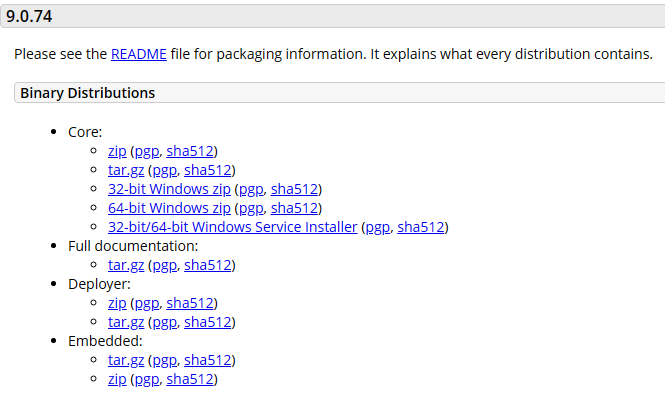 9.0.74
Please see the README file for packaging information. It explains what every distribution contains.
Binary Distributions
Core:
zip (pgp, sha512)
tar.gz (pgp, sha512)
32-bit Windows zip (pgp, sha512)
64-bit Windows zip (pgp, sha512)
32-bit/64-bit Windows Service Installer (pgp, sha512)
Full documentation:
tar.gz (pgp, sha512)
Deployer:
zip (pgp, sha512)
tar.gz (pgp, sha512)
Embedded:
tar.gz (pgp, sha512)
zip (pgp, sha512)